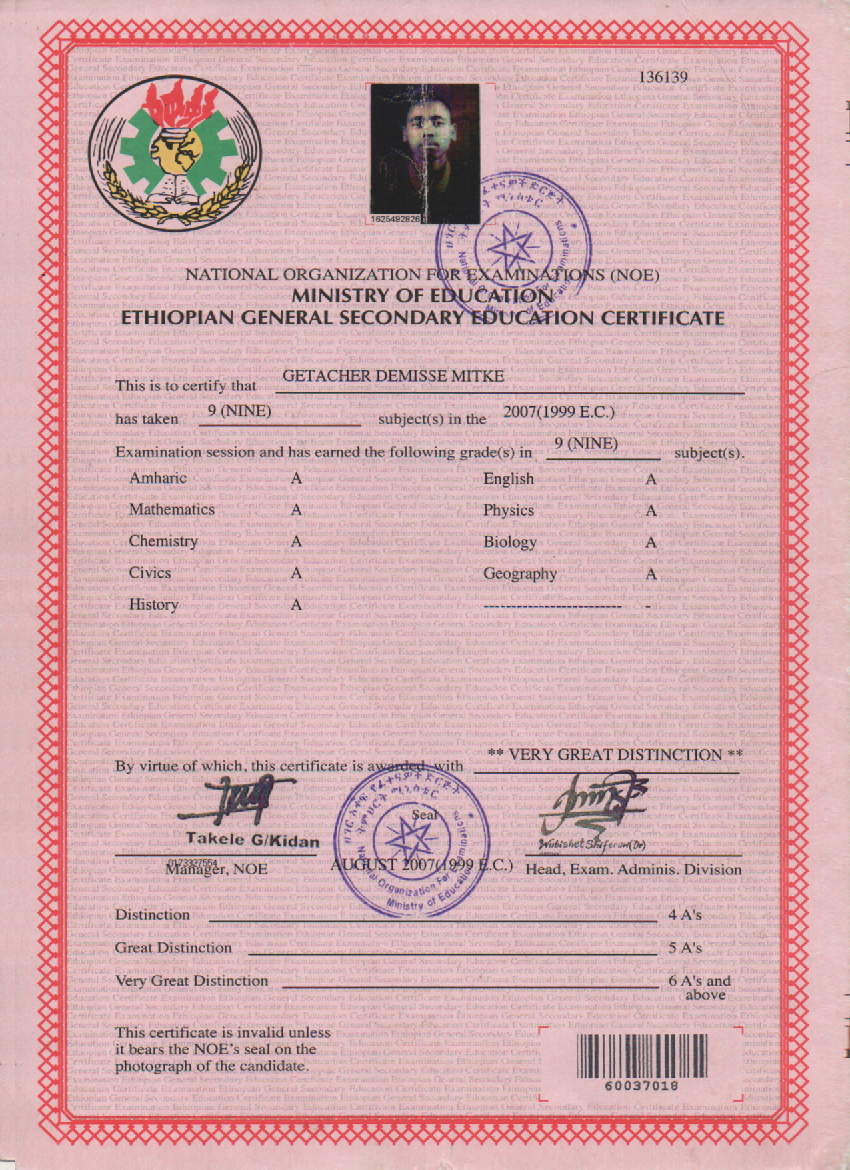 136139
1625492826
NATIONAL ORGANIZATION FOR EXAMINATIONS (NOE)
MINISTRY OF EDUCATION
ETHIOPIAN GENERAL SECONDARY EDUCATION CERTIFICATE
This is to certify that GETACHER DEMISSE MITKE
has taken 9 (NINE) subject(s) in the 2007(1999 E.C.)
Examination session and has earned the following grade(s) in 9 (NINE) subject(s).
Amharic A English A
Mathematics A Physics A
Chemistry A Biology A
Civics A Geography A
History A ------------------------- -
By virtue of which, this certificate is awarded, with ** VERY GREAT DISTINCTION **
Seal
National Organization For Examinations
Ministry of Education
Takele G/Kidan
Wubishet Shiferaw(Dr)
0173327554
Manager, NOE AUGUST 2007(1999 E.C.) Head, Exam. Adminis. Division
Distinction 4 A's
Great Distinction 5 A's
Very Great Distinction 6 A's and
above
This certificate is invalid unless
it bears the NOE's seal on the
photograph of the candidate.
60037018